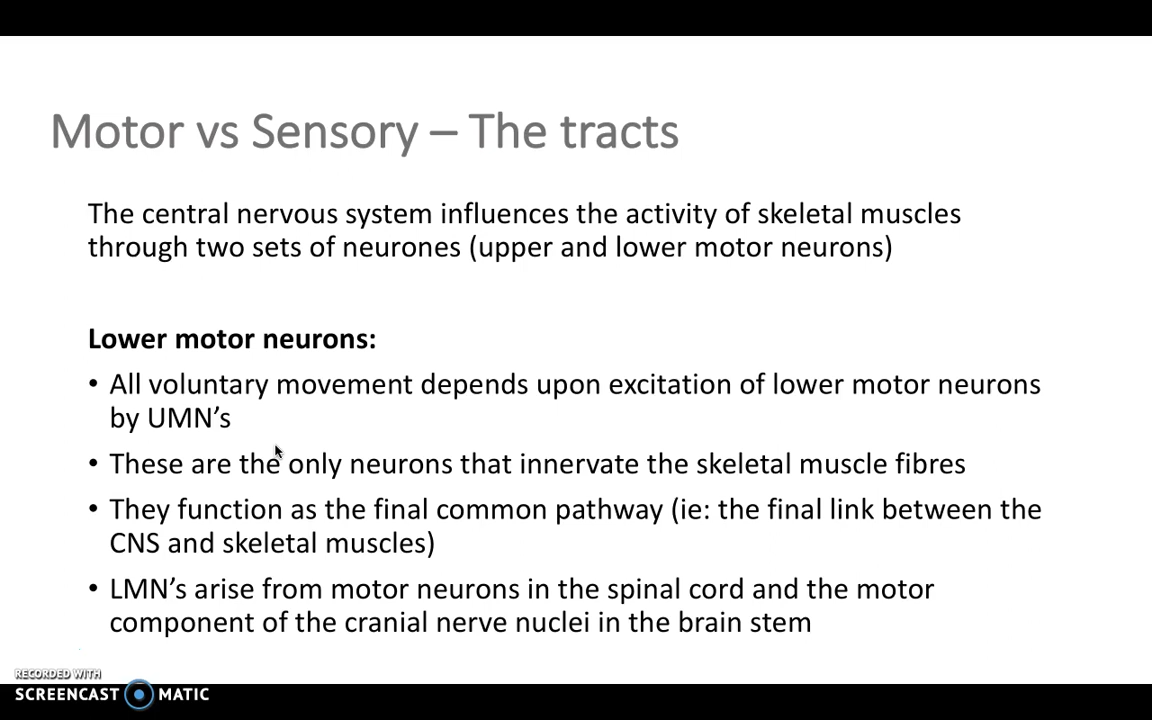 Motor vs Sensory – The tracts
The central nervous system influences the activity of skeletal muscles
through two sets of neurones (upper and lower motor neurons)
Lower motor neurons:
• All voluntary movement depends upon excitation of lower motor neurons
by UMN’s
• These are the only neurons that innervate the skeletal muscle fibres
• They function as the final common pathway (ie: the final link between the
CNS and skeletal muscles)
• LMN’s arise from motor neurons in the spinal cord and the motor
component of the cranial nerve nuclei in the brain stem
RECORDED WITH
SCREENCAST MATIC